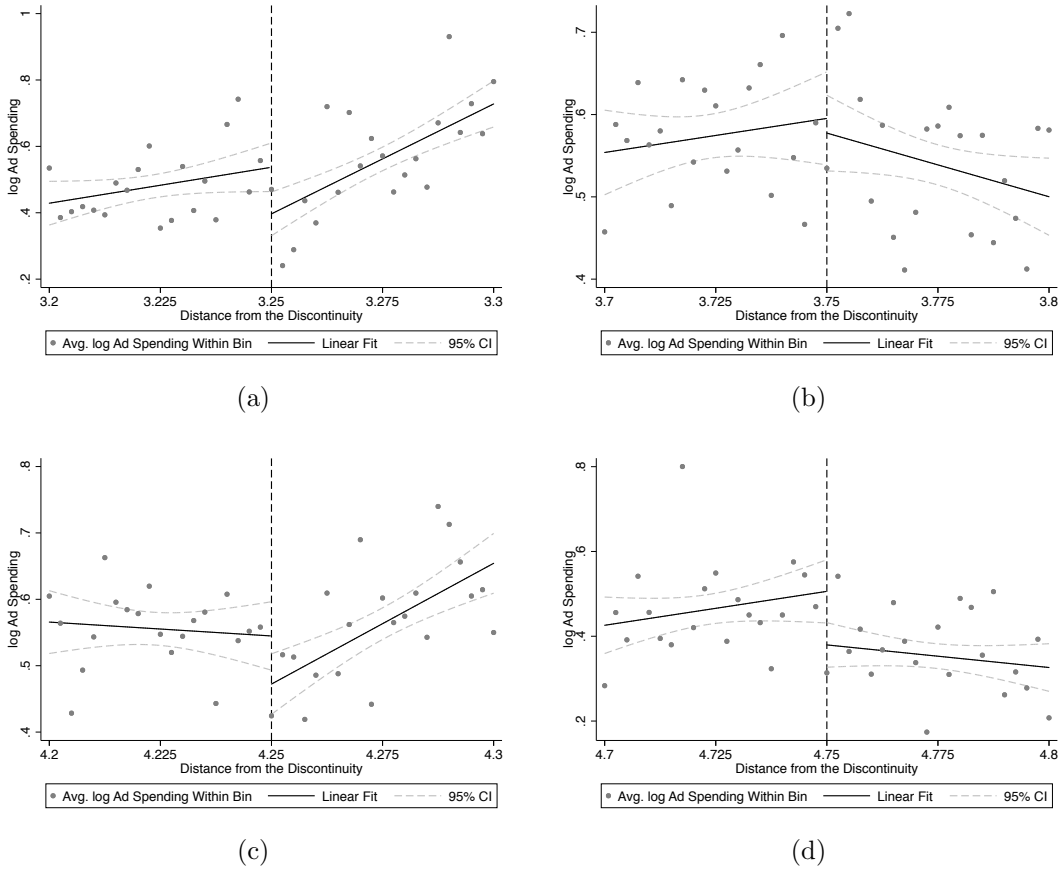 log Ad Spending
1
.8
.6
.4
.2
3.2
3.225
3.25
3.275
3.3
Distance from the Discontinuity
Avg. log Ad Spending Within Bin Linear Fit 95% CI
(a)
log Ad Spending
.7
.6
.5
.4
3.7
3.725
3.75
3.775
3.8
Distance from the Discontinuity
Avg. log Ad Spending Within Bin Linear Fit 95% CI
(b)
log Ad Spending
.8
.7
.6
.5
.4
4.2
4.225
4.25
4.275
4.3
Distance from the Discontinuity
Avg. log Ad Spending Within Bin Linear Fit 95% CI
(c)
log Ad Spending
.8
.6
.4
.2
4.7
4.725
4.75
4.775
4.8
Distance from the Discontinuity
Avg. log Ad Spending Within Bin Linear Fit 95% CI
(d)